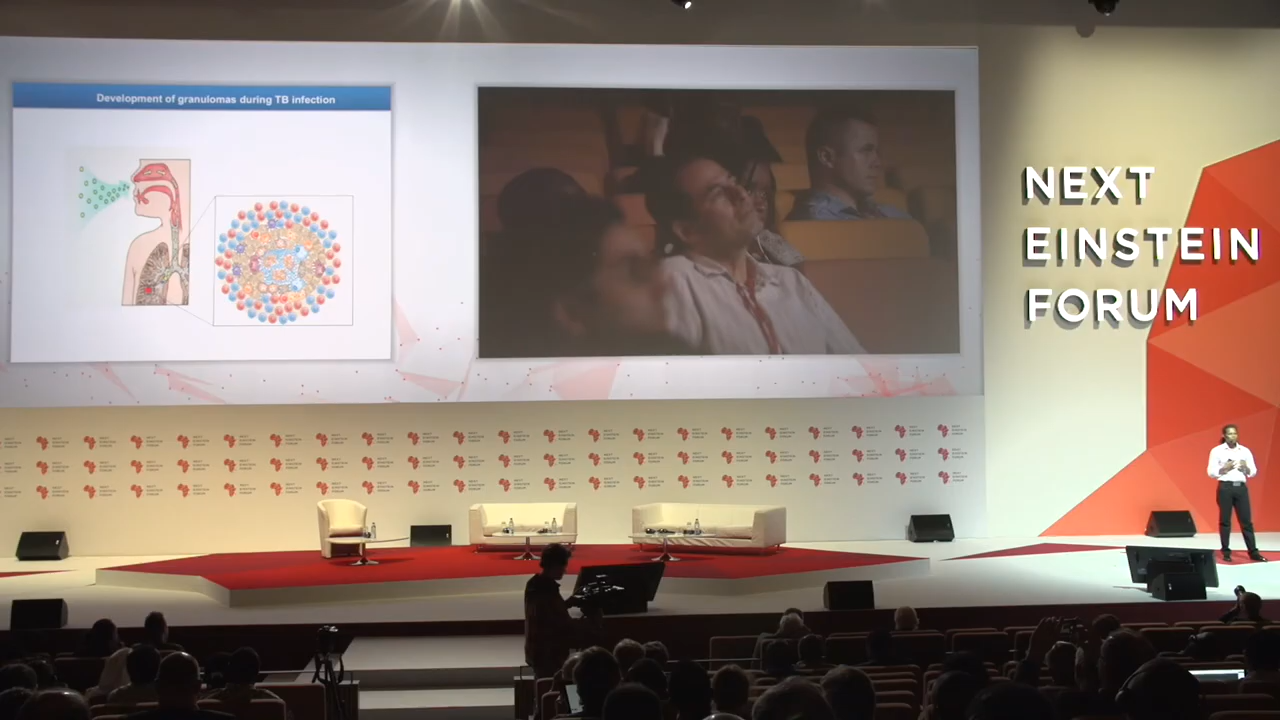 Development of granulomas during TB infection
NEXT
EINSTEIN
FORUM